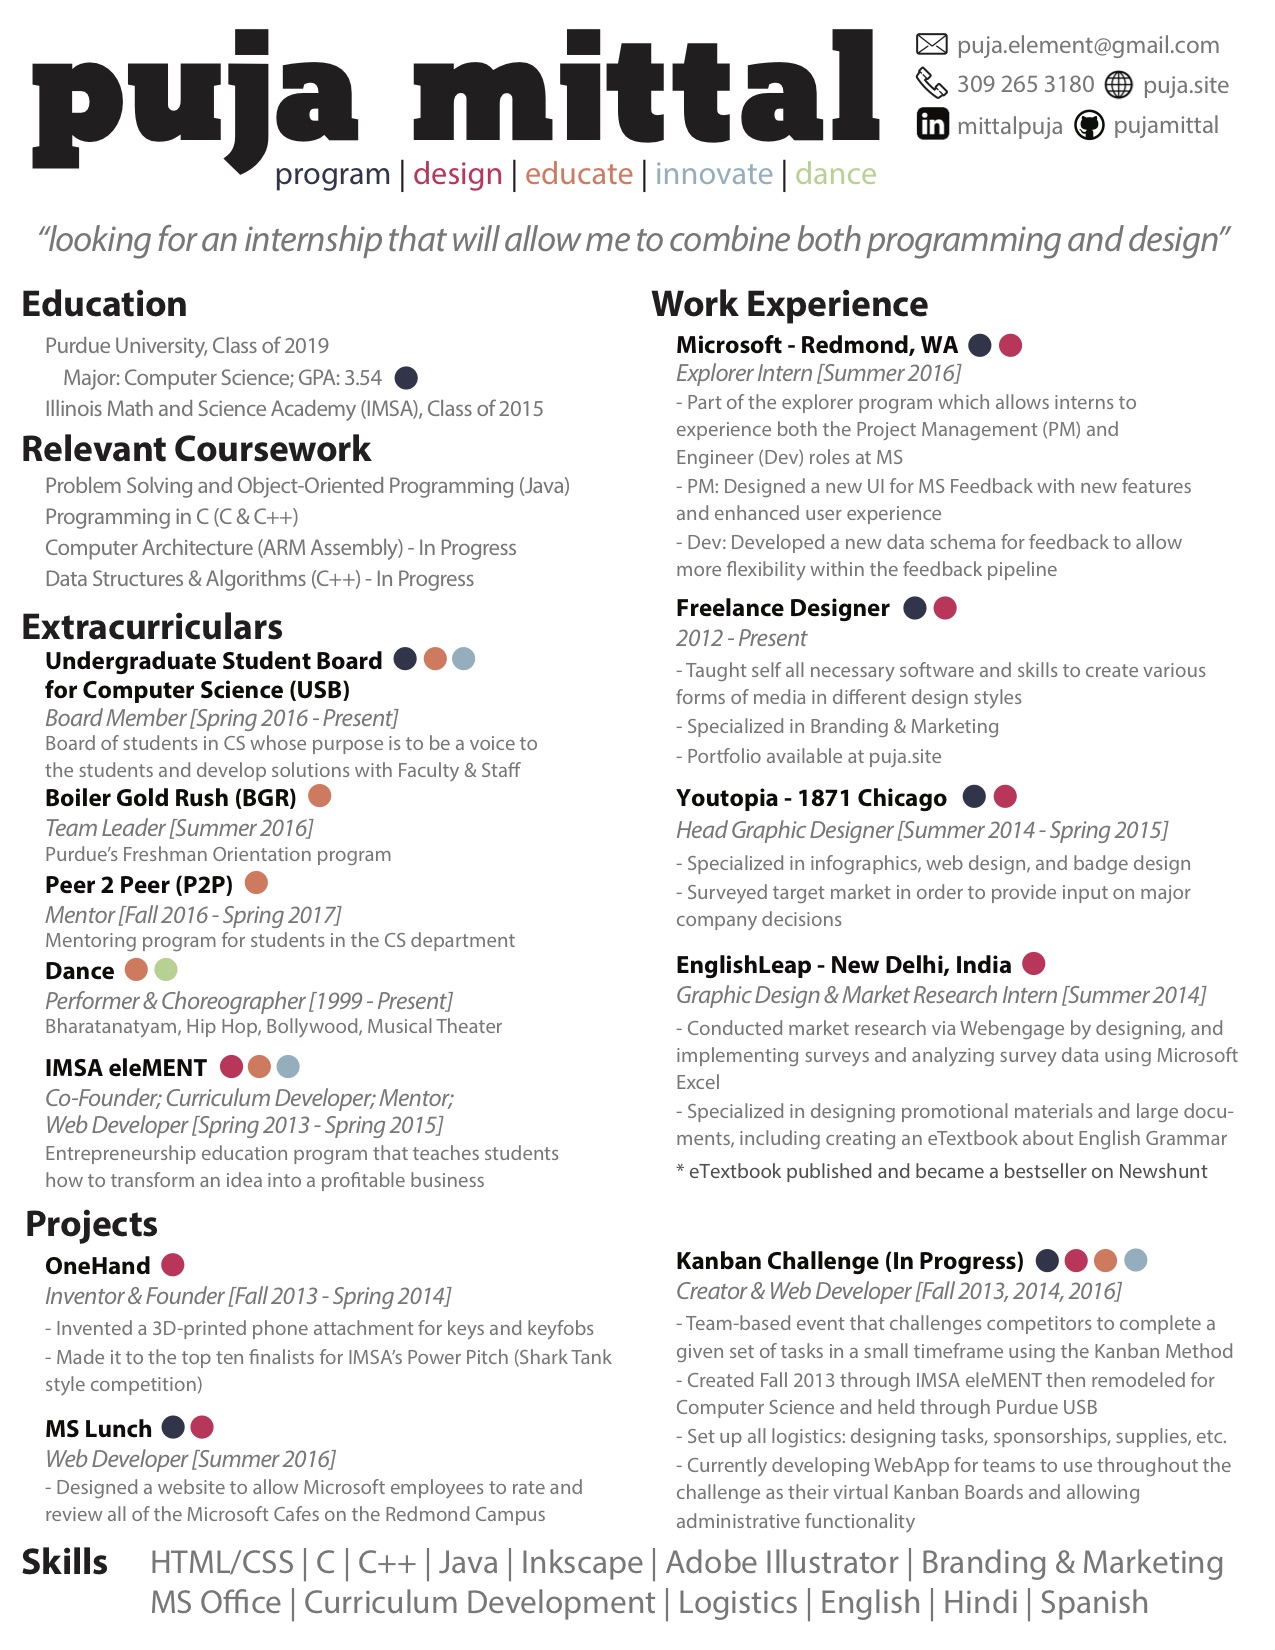 puja mittal
program | design | educate | innovate | dance
puja.element@gmail.com
309 265 3180 puja.site
mittalpuja pujamittal
“looking for an internship that will allow me to combine both programming and design”
Education
Purdue University, Class of 2019
Major: Computer Science; GPA: 3.54
Illinois Math and Science Academy (IMSA), Class of 2015
Relevant Coursework
Problem Solving and Object-Oriented Programming (Java)
Programming in C (C & C++)
Computer Architecture (ARM Assembly) - In Progress
Data Structures & Algorithms (C++) - In Progress
Extracurriculars
Undergraduate Student Board
for Computer Science (USB)
Board Member [Spring 2016 - Present]
Board of students in CS whose purpose is to be a voice to
the students and develop solutions with Faculty & Staff
Boiler Gold Rush (BGR)
Team Leader [Summer 2016]
Purdue’s Freshman Orientation program
Peer 2 Peer (P2P)
Mentor [Fall 2016 - Spring 2017]
Mentoring program for students in the CS department
Dance
Performer & Choreographer [1999 - Present]
Bharatanatyam, Hip Hop, Bollywood, Musical Theater
IMSA eleMENT
Co-Founder; Curriculum Developer; Mentor;
Web Developer [Spring 2013 - Spring 2015]
Entrepreneurship education program that teaches students
how to transform an idea into a profitable business
Work Experience
Microsoft - Redmond, WA
Explorer Intern [Summer 2016]
- Part of the explorer program which allows interns to
experience both the Project Management (PM) and
Engineer (Dev) roles at MS
- PM: Designed a new UI for MS Feedback with new features
and enhanced user experience
- Dev: Developed a new data schema for feedback to allow
more flexibility within the feedback pipeline
Freelance Designer
2012 - Present
- Taught self all necessary software and skills to create various
forms of media in different design styles
- Specialized in Branding & Marketing
- Portfolio available at puja.site
Youtopia - 1871 Chicago
Head Graphic Designer [Summer 2014 - Spring 2015]
- Specialized in infographics, web design, and badge design
- Surveyed target market in order to provide input on major
company decisions
EnglishLeap - New Delhi, India
Graphic Design & Market Research Intern [Summer 2014]
- Conducted market research via Webengage by designing, and
implementing surveys and analyzing survey data using Microsoft
Excel
- Specialized in designing promotional materials and large docu-
ments, including creating an eTextbook about English Grammar
* eTextbook published and became a bestseller on Newshunt
Projects
OneHand
Inventor & Founder [Fall 2013 - Spring 2014]
- Invented a 3D-printed phone attachment for keys and keyfobs
- Made it to the top ten finalists for IMSA’s Power Pitch (Shark Tank
style competition)
MS Lunch
Web Developer [Summer 2016]
- Designed a website to allow Microsoft employees to rate and
review all of the Microsoft Cafes on the Redmond Campus
Kanban Challenge (In Progress)
Creator & Web Developer [Fall 2013, 2014, 2016]
- Team-based event that challenges competitors to complete a
given set of tasks in a small timeframe using the Kanban Method
- Created Fall 2013 through IMSA eleMENT then remodeled for
Computer Science and held through Purdue USB
- Set up all logistics: designing tasks, sponsorships, supplies, etc.
- Currently developing WebApp for teams to use throughout the
challenge as their virtual Kanban Boards and allowing
administrative functionality
Skills HTML/CSS | C | C++ | Java | Inkscape | Adobe Illustrator | Branding & Marketing
MS Office | Curriculum Development | Logistics | English | Hindi | Spanish